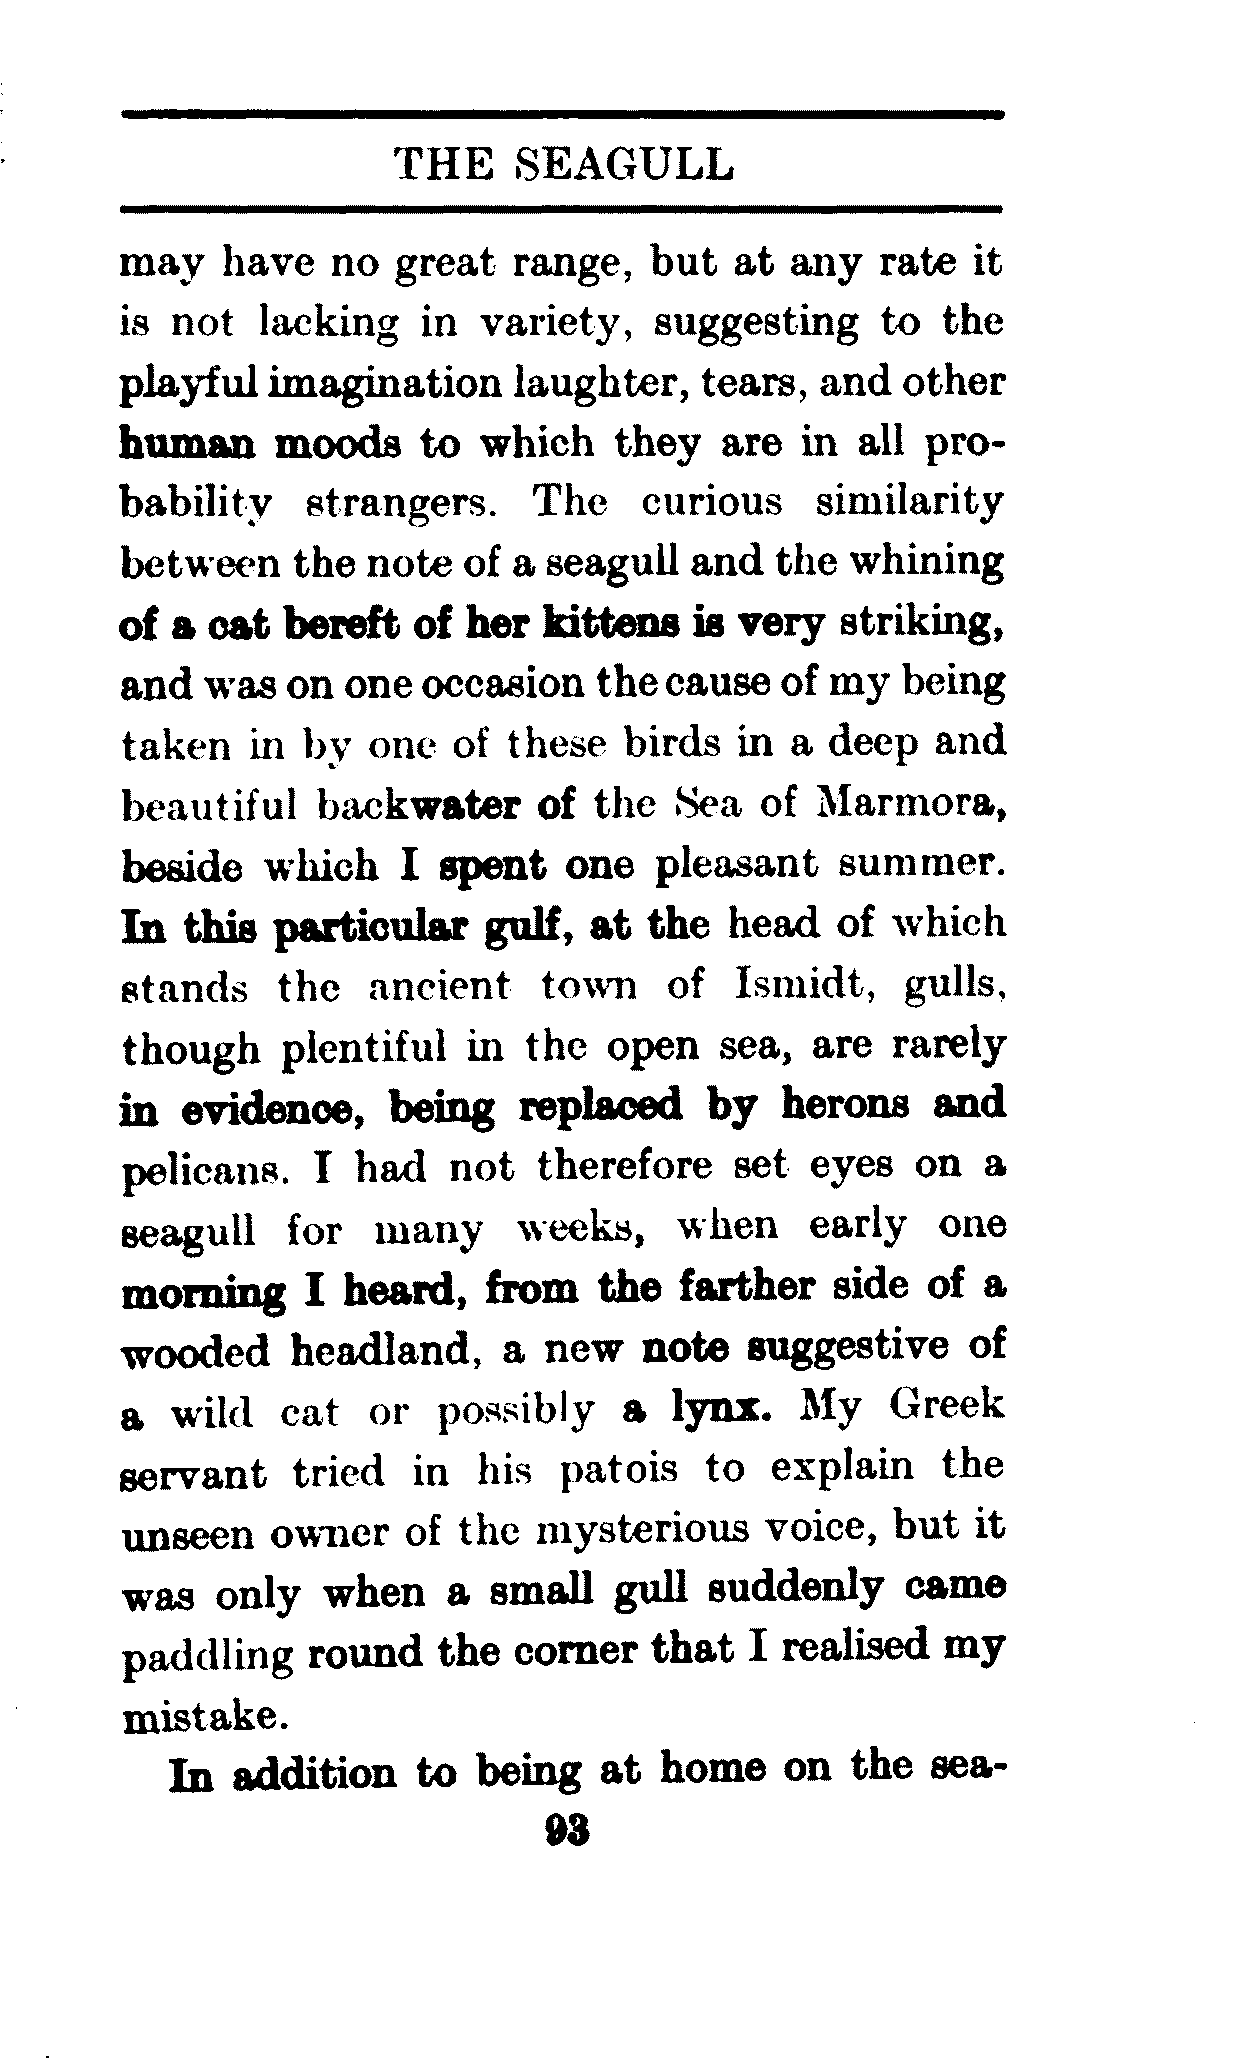 THE SEAGULL
may have no great range, but at any rate it
is not lacking in variety, suggesting to the
playful imagination laughter, tears, and other
human moods to which they are in all pro-
bability strangers. The curious similarity
between the note of a seagull and the whining
of a cat bereft of her kittens is very striking,
and was on one occasion the cause of my being
taken in by one of these birds in a deep and
beautiful backwater of the Sea of Marmora,
beside which I spent one pleasant summer.
In this particular gulf, at the head of which
stands the ancient town of Ismidt, gulls,
though plentiful in the open sea, are rarely
in evidence, being replaced by herons and
pelicans. I had not therefore set eyes on a
seagull for many weeks, when early one
morning I heard, from the farther side of a
wooded headland, a new note suggestive of
a wild cat or possibly a lynx. My Greek
servant tried in his patois to explain the
unseen owner of the mysterious voice, but it
was only when a small gull suddenly came
paddling round the corner that I realised my
mistake.
In addition to being at home on the sea-
93